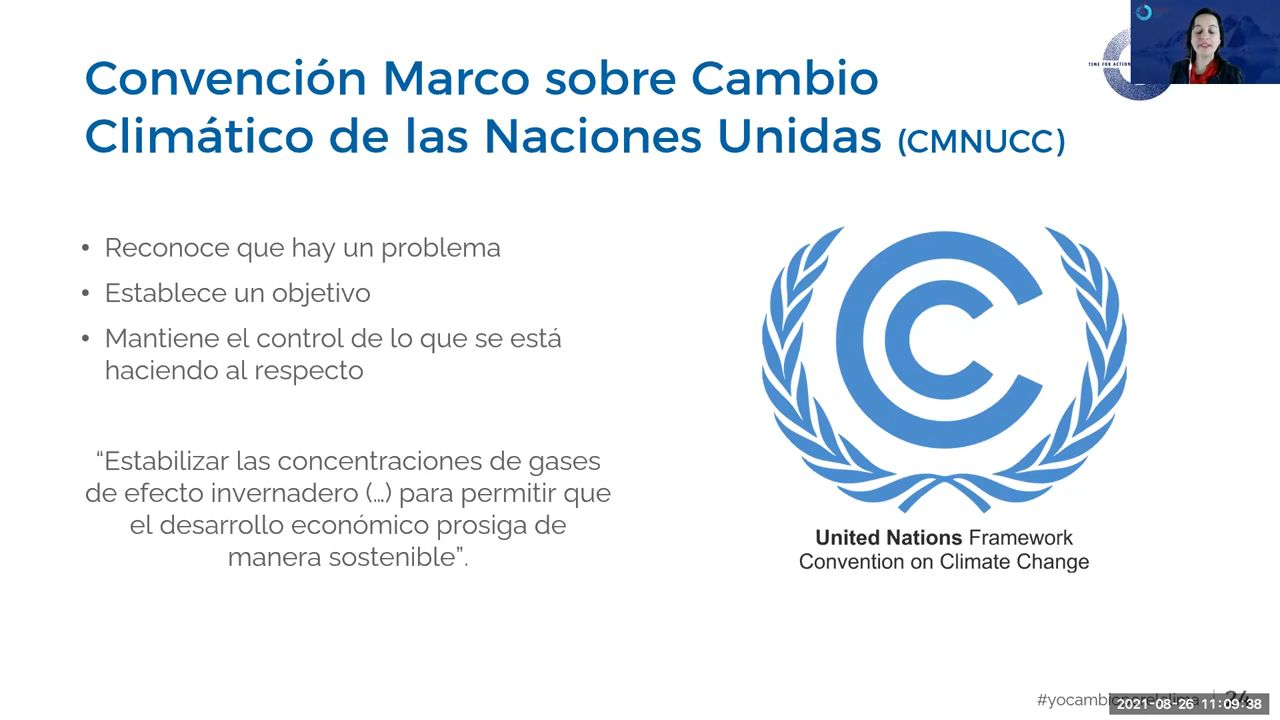 Convención Marco sobre Cambio
Climático de las Naciones Unidas (CMNUCC)
TIME FOR ACTION
• Reconoce que hay un problema
• Establece un objetivo
• Mantiene el control de lo que se está
haciendo al respecto
“Estabilizar las concentraciones de gases
de efecto invernadero (...) para permitir que
el desarrollo económico prosiga de
manera sostenible”.
United Nations Framework
Convention on Climate Change
2021-08-26 11:09:38